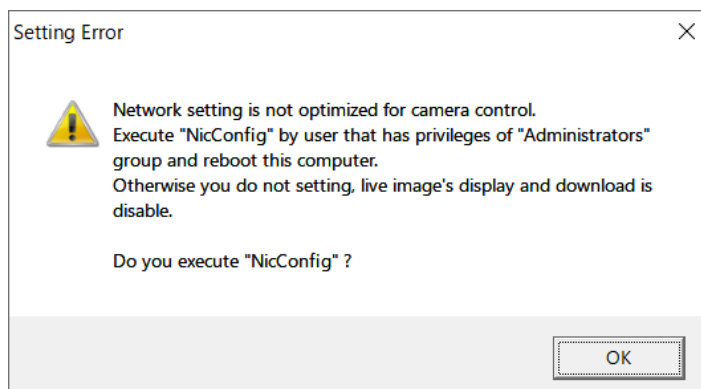 Setting Error
Network setting is not optimized for camera control.
Execute "NicConfig" by user that has privileges of "Administrators"
group and reboot this computer.
Otherwise you do not setting, live image's display and download is
disable.
Do you execute "NicConfig" ?
OK